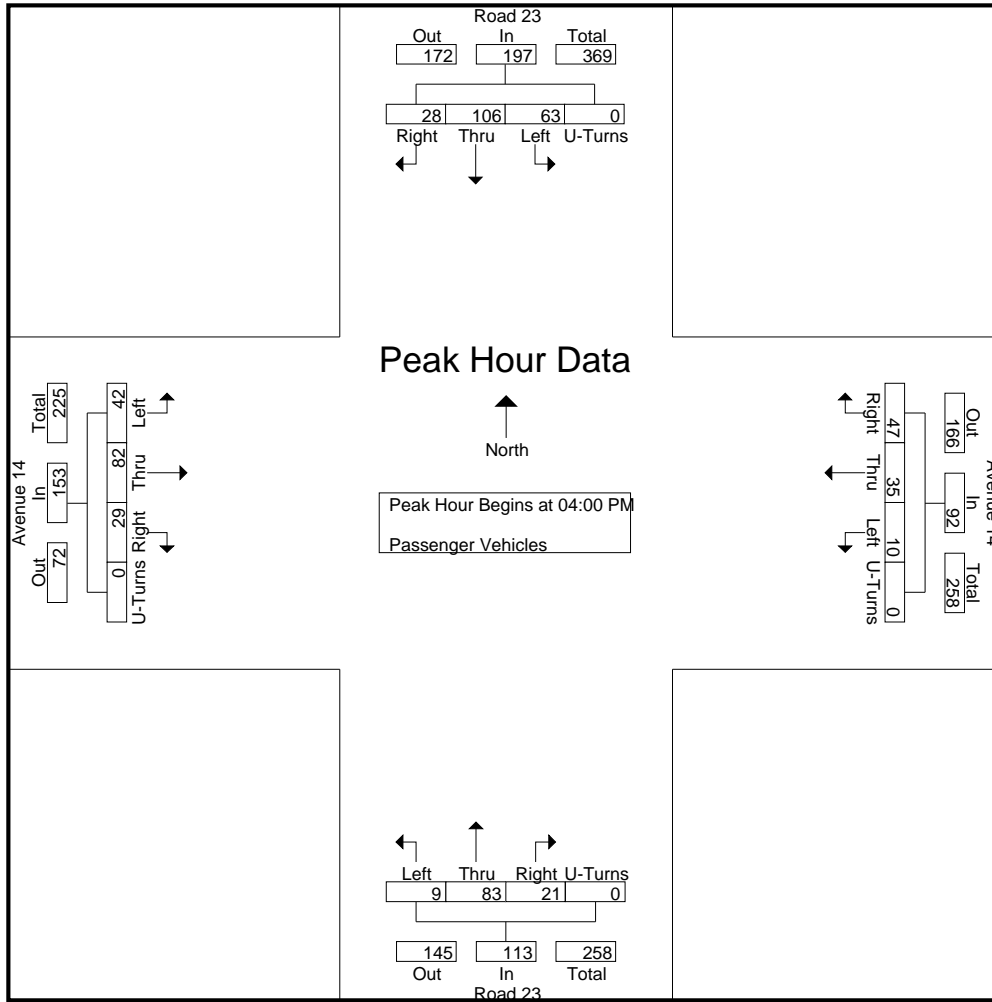 Road 23
Out In Total
172 197 369
28 106 63 0
Right Thru Left U-Turns
Peak Hour Data
North
Peak Hour Begins at 04:00 PM
Passenger Vehicles
Avenue 14
Total In Out
225 153 72
42 82 29 0
Left Thru Right U-Turns
Avenue 14
Out In Total
166 92 258
47 35 10 0
Right Thru Left U-Turns
Left Thru Right U-Turns
9 83 21 0
145 113 258
Out In Total
Road 23